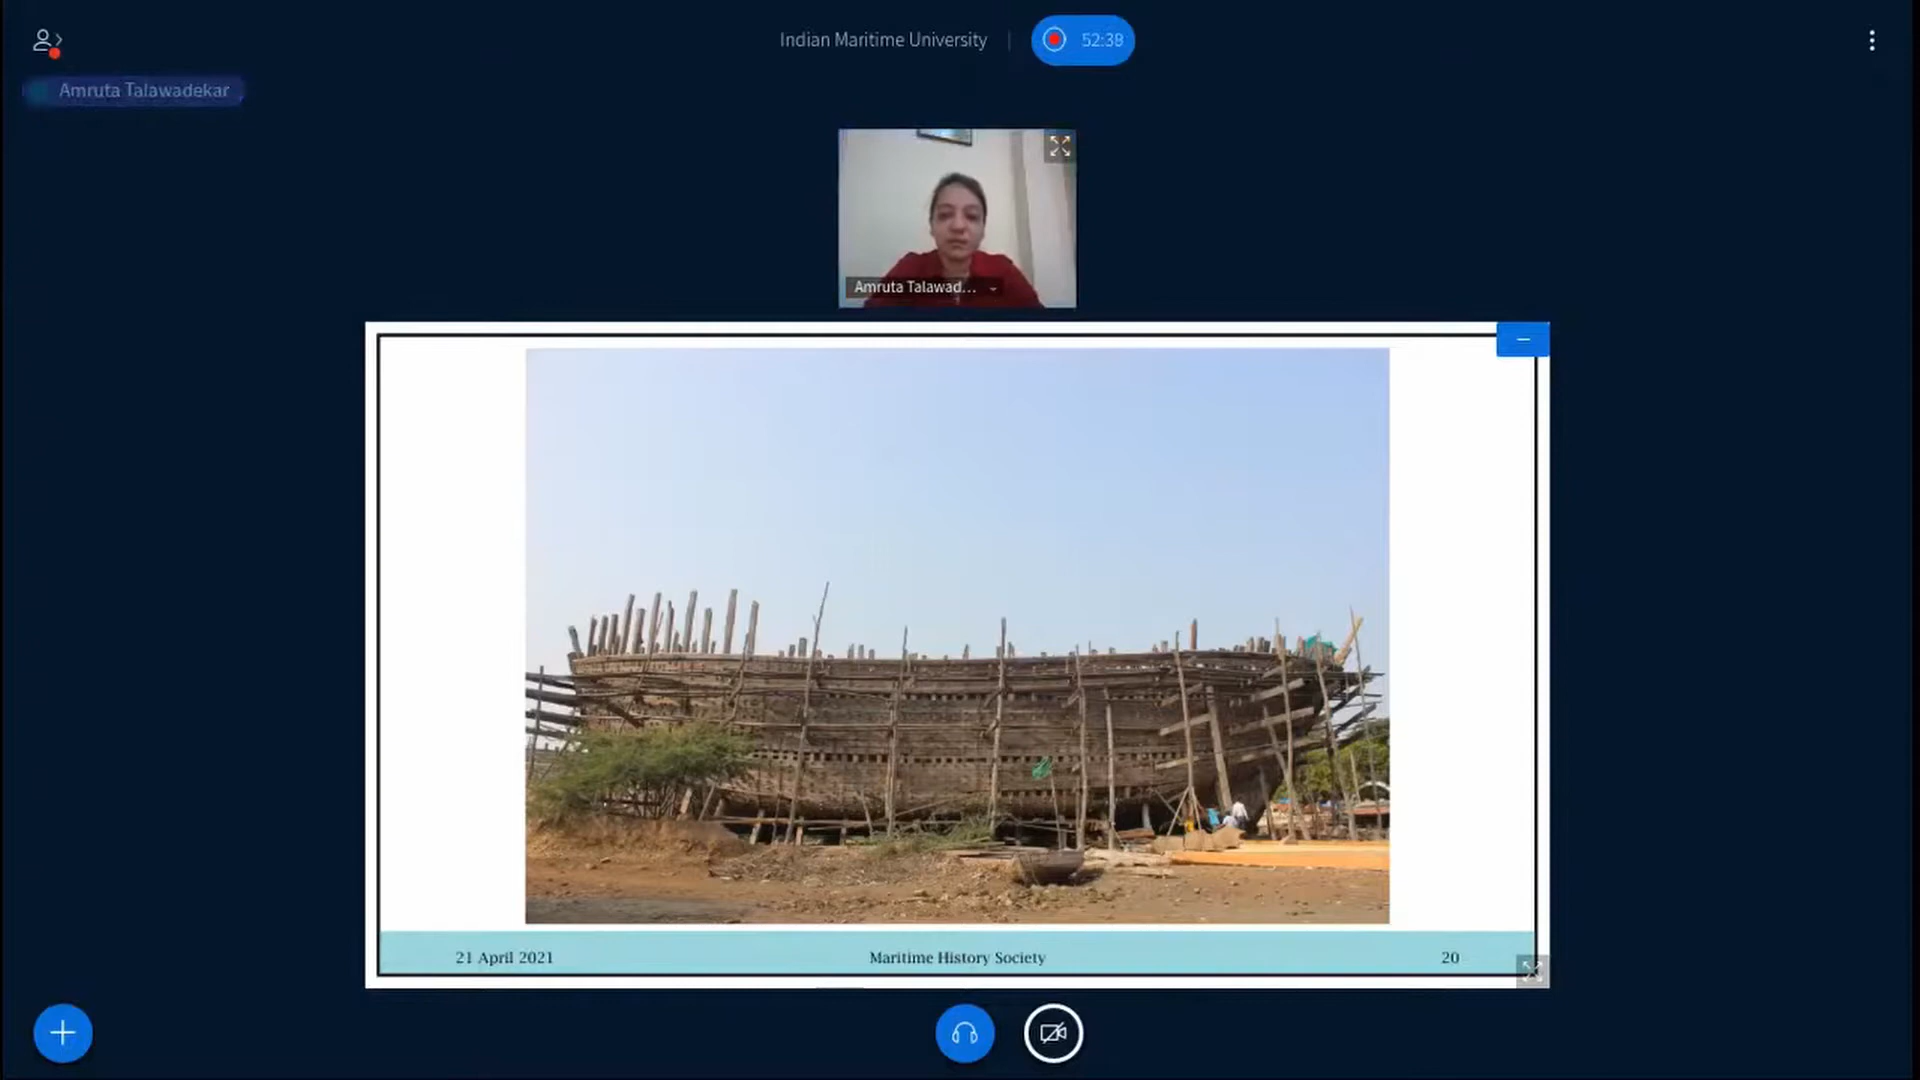 Indian Maritime University
52:38
Amruta Talawadekar
Amruta Talawad...
21 April 2021
Maritime History Society
20